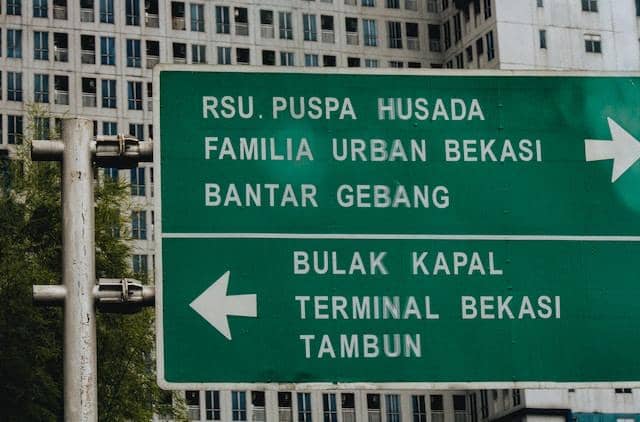 RSU. PUSPA HUSADA
FAMILIA URBAN BEKASI
BANTAR GEBANG
BULAK KAPAL
TERMINAL BEKASI
TAMBUN